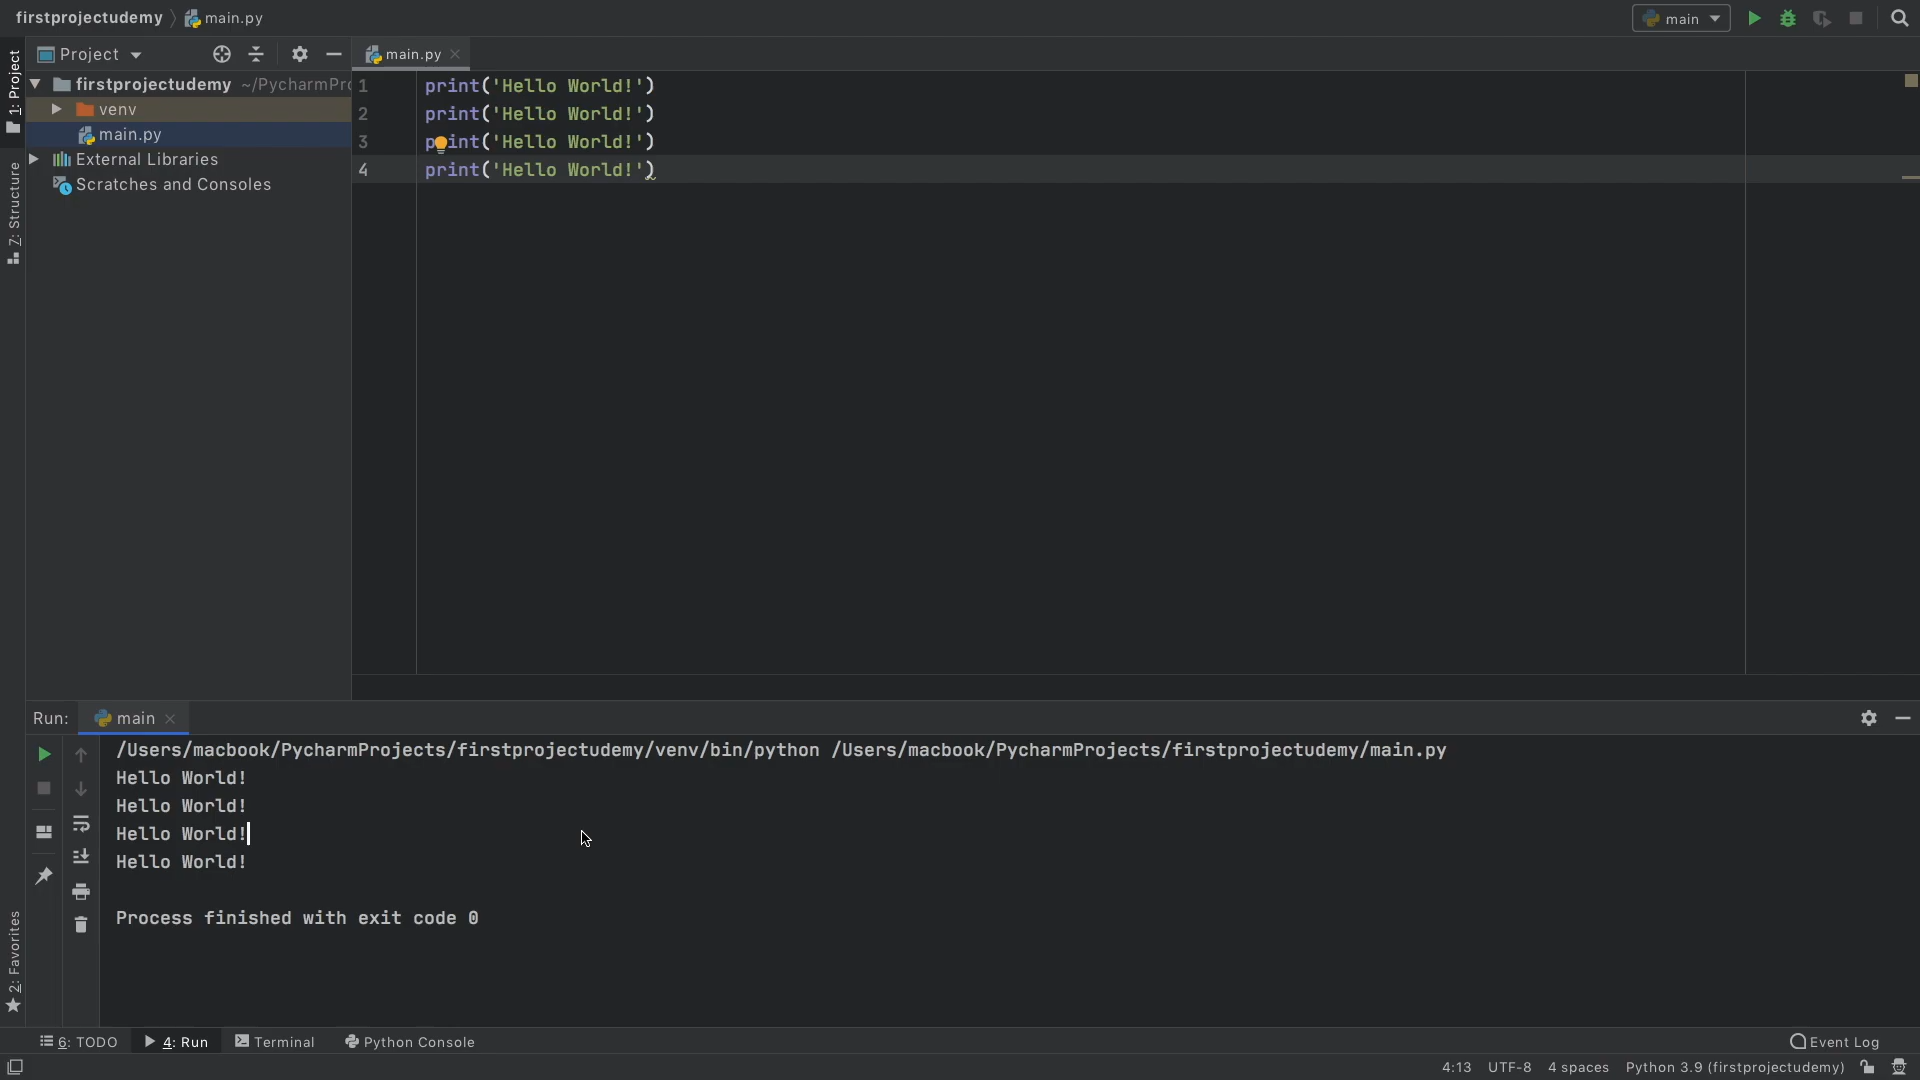 firstprojectudemy main.py
main
1: Project
Project
main.py
firstprojectudemy ~/PycharmPro
venv
main.py
External Libraries
Scratches and Consoles
7: Structure
1 print('Hello World!')
2 print('Hello World!')
3 print('Hello World!')
4 print('Hello World!')
Run: main
/Users/macbook/PycharmProjects/firstprojectudemy/venv/bin/python /Users/macbook/PycharmProjects/firstprojectudemy/main.py
Hello World!
Hello World!
Hello World!
Hello World!
Process finished with exit code 0
2: Favorites
6: TODO 4: Run Terminal Python Console Event Log
4:13 UTF-8 4 spaces Python 3.9 (firstprojectudemy)